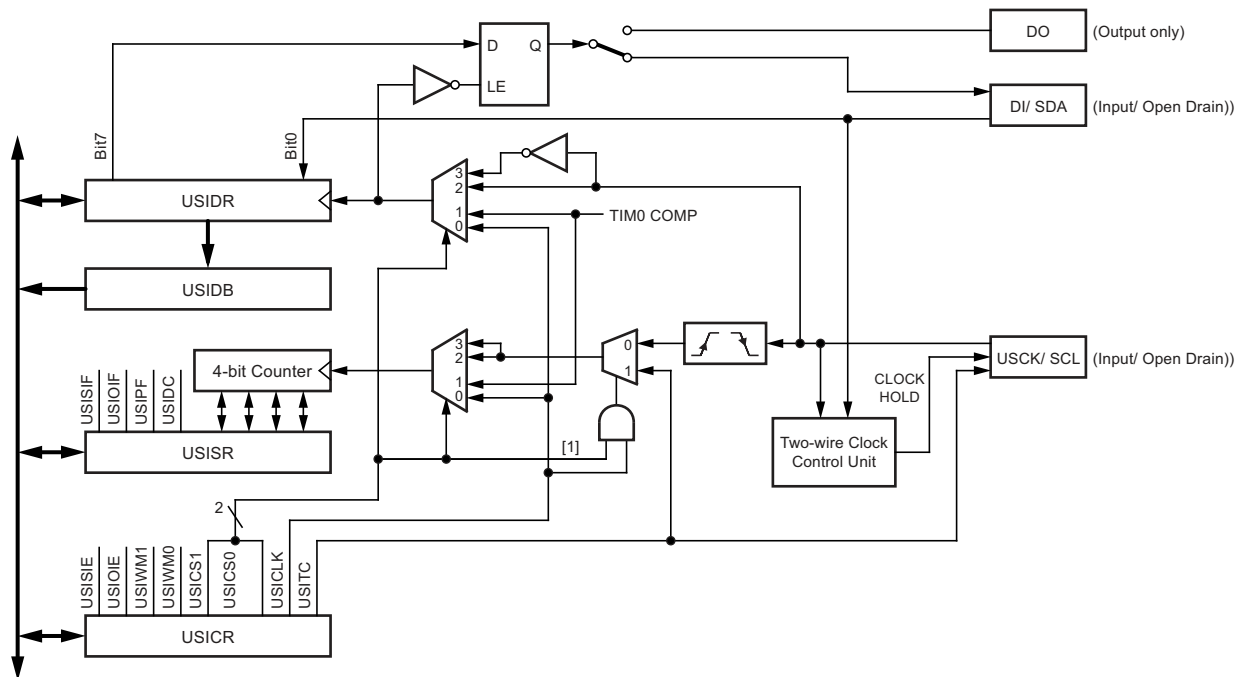 DO
(Output only)
D
Q
LE
DI/ SDA
(Input/ Open Drain))
Bit7
Bit0
USIDR
3
2
1
0
TIM0 COMP
USIDB
3
2
1
0
0
1
4-bit Counter
USISIF
USIOIF
USIPF
USIDC
USISR
[1]
USCK/ SCL
(Input/ Open Drain))
CLOCK
HOLD
Two-wire Clock
Control Unit
2
USISIE
USIOIE
USIWM1
USIWM0
USICS1
USICS0
USICLK
USITC
USICR